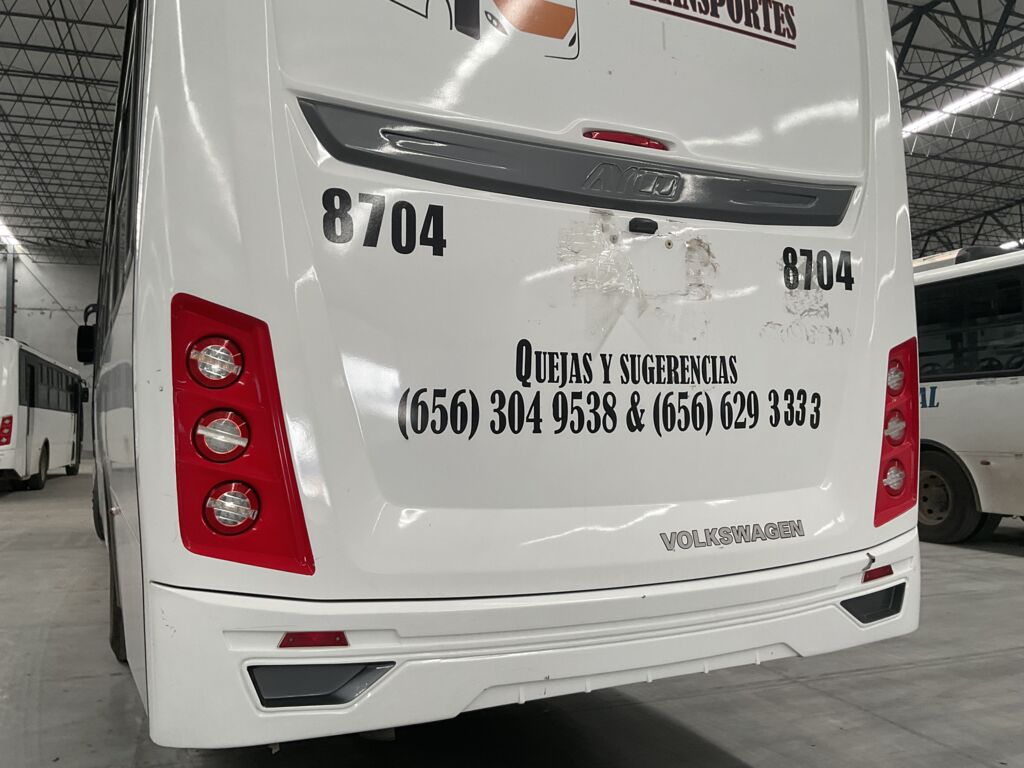 TRANSPORTES
AYCO
8704
8704
QUEJAS Y SUGERENCIAS
(656) 304 9538 & (656) 629 3333
VOLKSWAGEN
AL